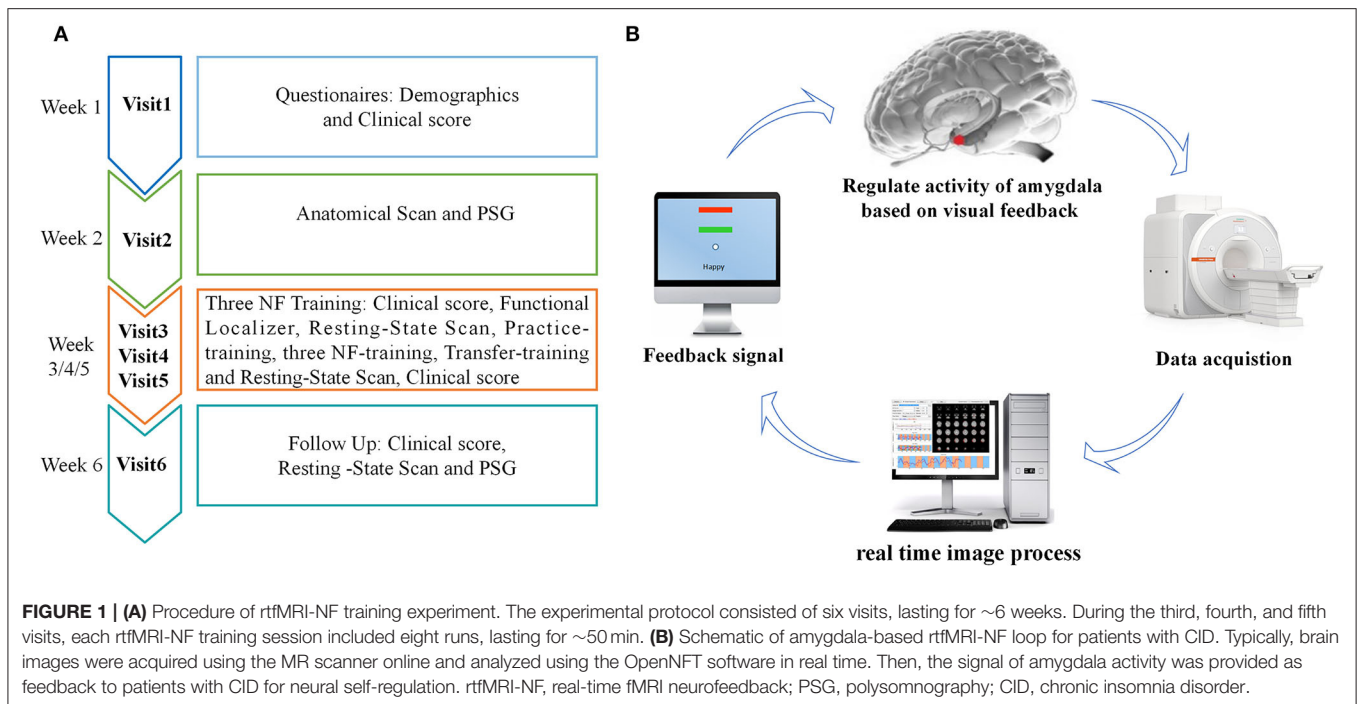 A
Week 1
Visit1
Questionaires: Demographics
and Clinical score
Week 2
Visit2
Anatomical Scan and PSG
Week
3/4/5
Visit3
Visit4
Visit5
Three NF Training: Clinical score, Functional
Localizer, Resting-State Scan, Practice-
training, three NF-training, Transfer-training
and Resting-State Scan, Clinical score
Week 6
Visit6
Follow Up: Clinical score,
Resting -State Scan and PSG
B
Regulate activity of amygdala
based on visual feedback
Happy
Feedback signal
Data acquistion
real time image process
FIGURE 1 | (A) Procedure of rtfMRI-NF training experiment. The experimental protocol consisted of six visits, lasting for ~6 weeks. During the third, fourth, and fifth
visits, each rtfMRI-NF training session included eight runs, lasting for ~50 min. (B) Schematic of amygdala-based rtfMRI-NF loop for patients with CID. Typically, brain
images were acquired using the MR scanner online and analyzed using the OpenNFT software in real time. Then, the signal of amygdala activity was provided as
feedback to patients with CID for neural self-regulation. rtfMRI-NF, real-time fMRI neurofeedback; PSG, polysomnography; CID, chronic insomnia disorder.